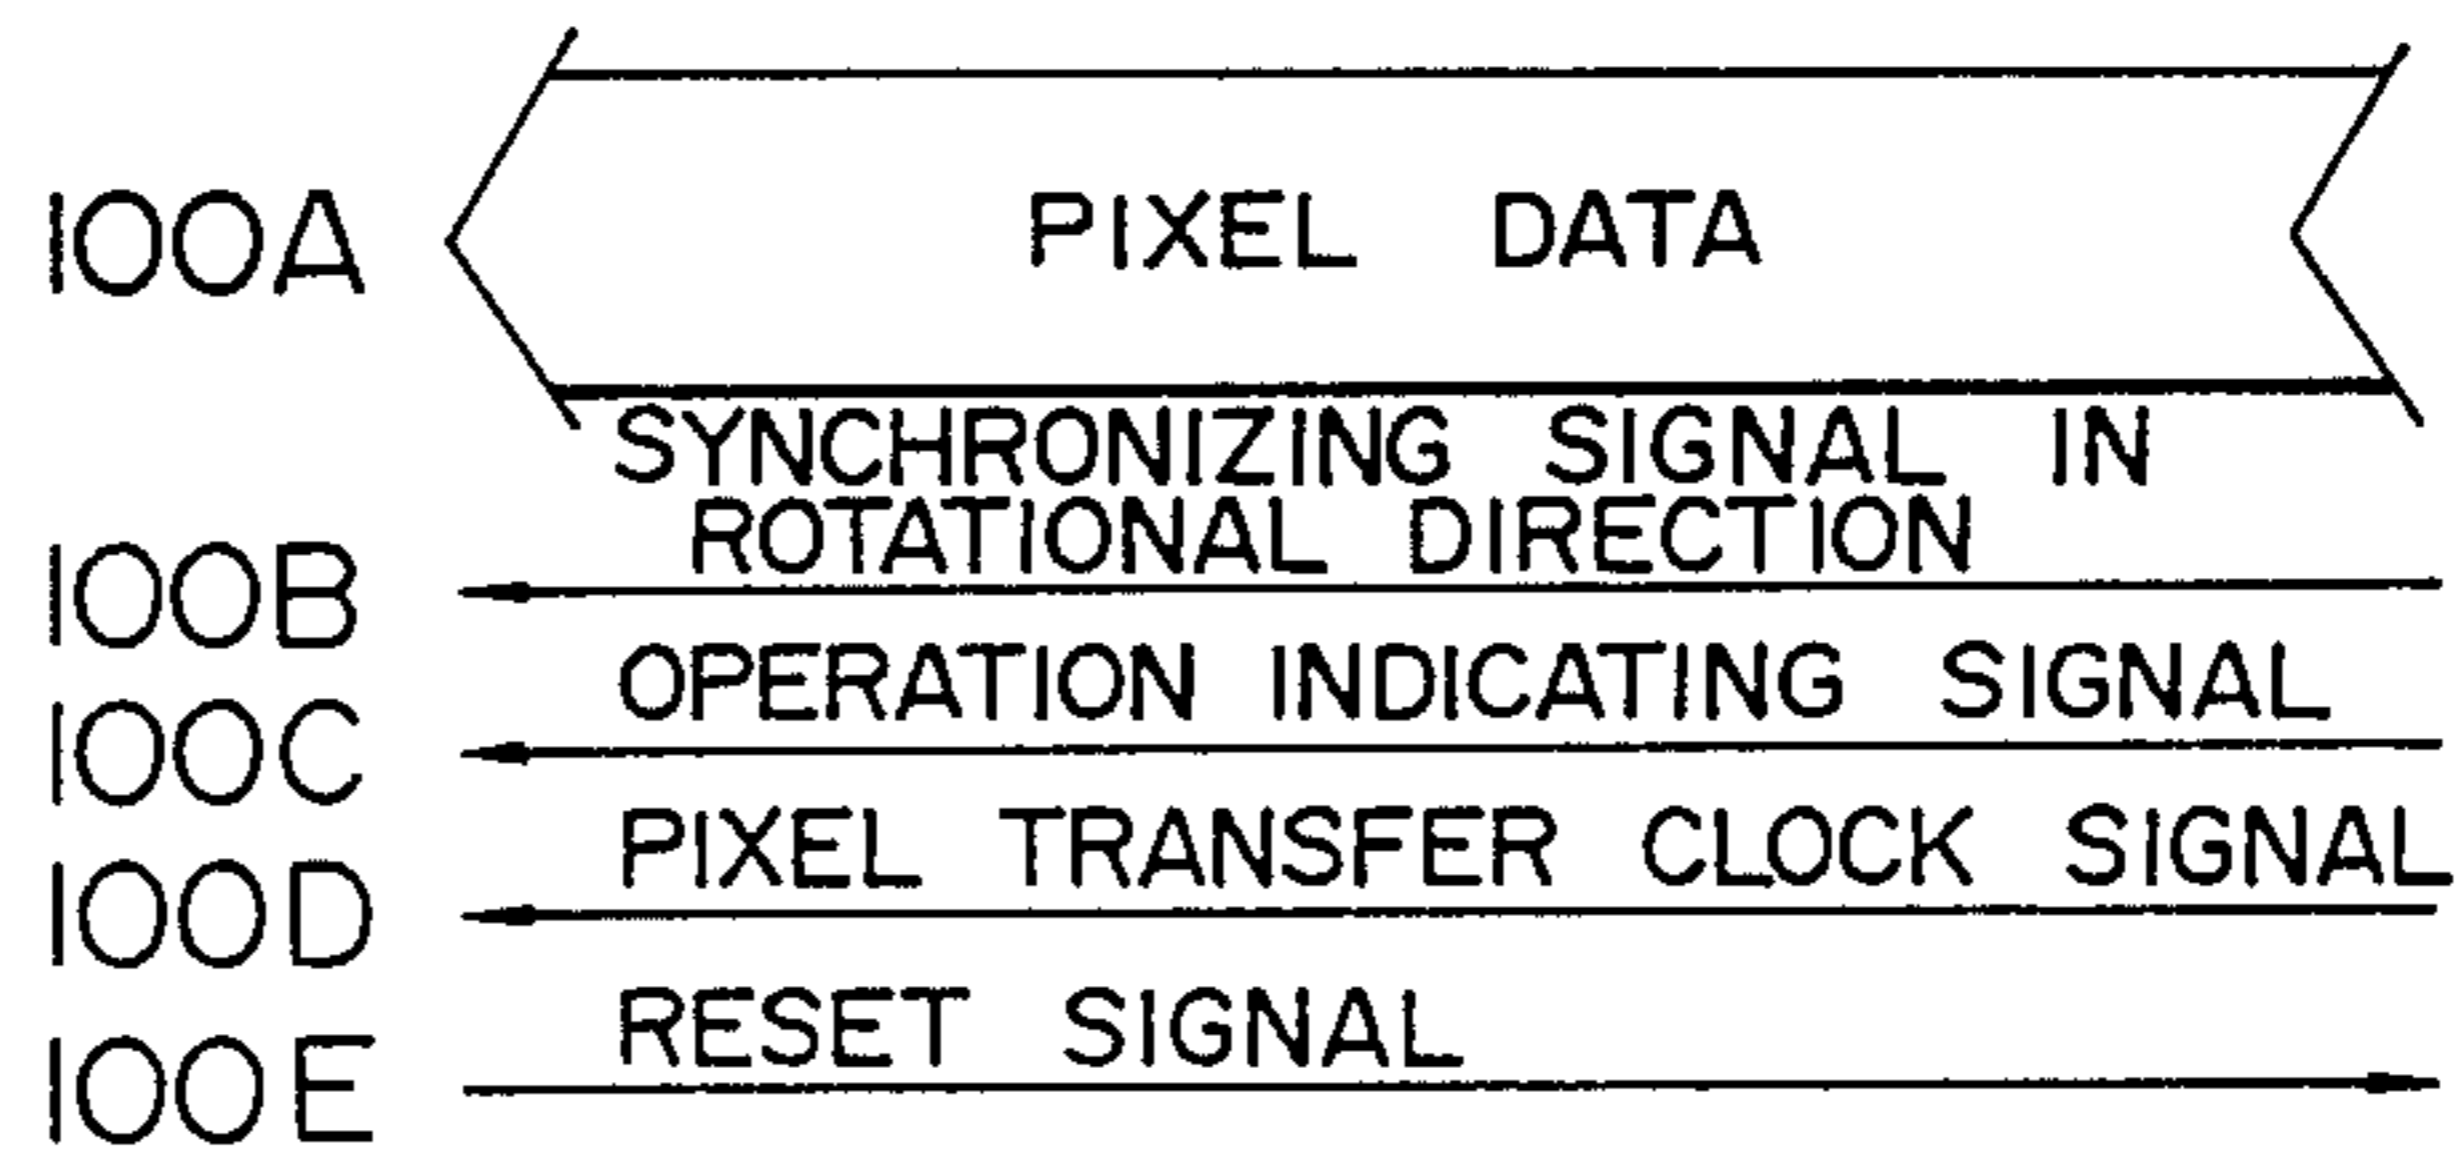 100A PIXEL DATA
SYNCHRONIZING SIGNAL IN
ROTATIONAL DIRECTION
100B
OPERATION INDICATING SIGNAL
100C
PIXEL TRANSFER CLOCK SIGNAL
100D
RESET SIGNAL
100E